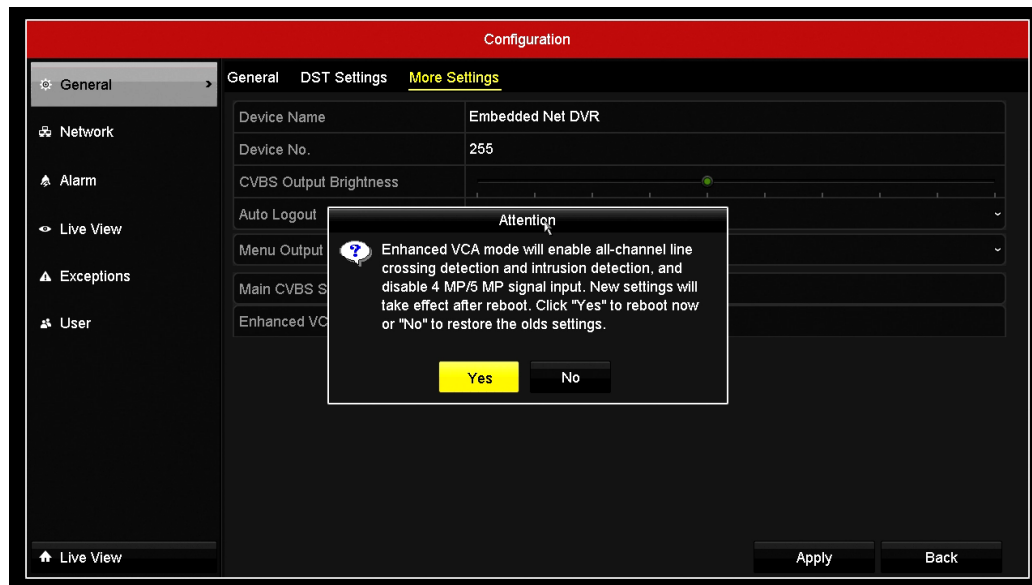 Configuration
General
Network
Alarm
Live View
Exceptions
User
Live View
General DST Settings More Settings
Device Name Embedded Net DVR
Device No. 255
CVBS Output Brightness
Auto Logout
Menu Output
Main CVBS S
Enhanced VC
Attention
?
Enhanced VCA mode will enable all-channel line
crossing detection and intrusion detection, and
disable 4 MP/5 MP signal input. New settings will
take effect after reboot. Click "Yes" to reboot now
or "No" to restore the olds settings.
Yes No
Apply Back